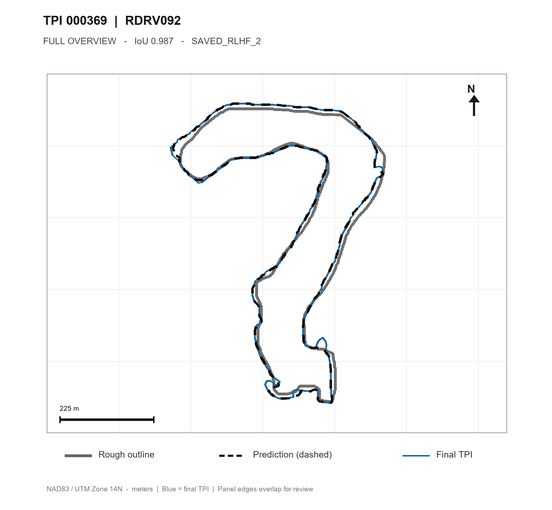 TPI 000369 | RDRV092
FULL OVERVIEW - IoU 0.987 - SAVED_RLHF_2
N
225 m
Rough outline Prediction (dashed) Final TPI
NAD83 / UTM Zone 14N - meters | Blue = final TPI | Panel edges overlap for review